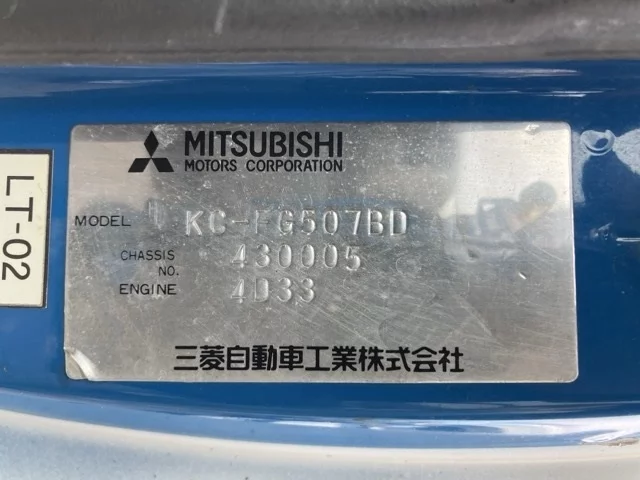 MITSUBISHI
MOTORS CORPORATION
MODEL KC-FG507BD
CHASSIS NO. 430005
ENGINE 4D33
三菱自動車工業株式会社
LT-02